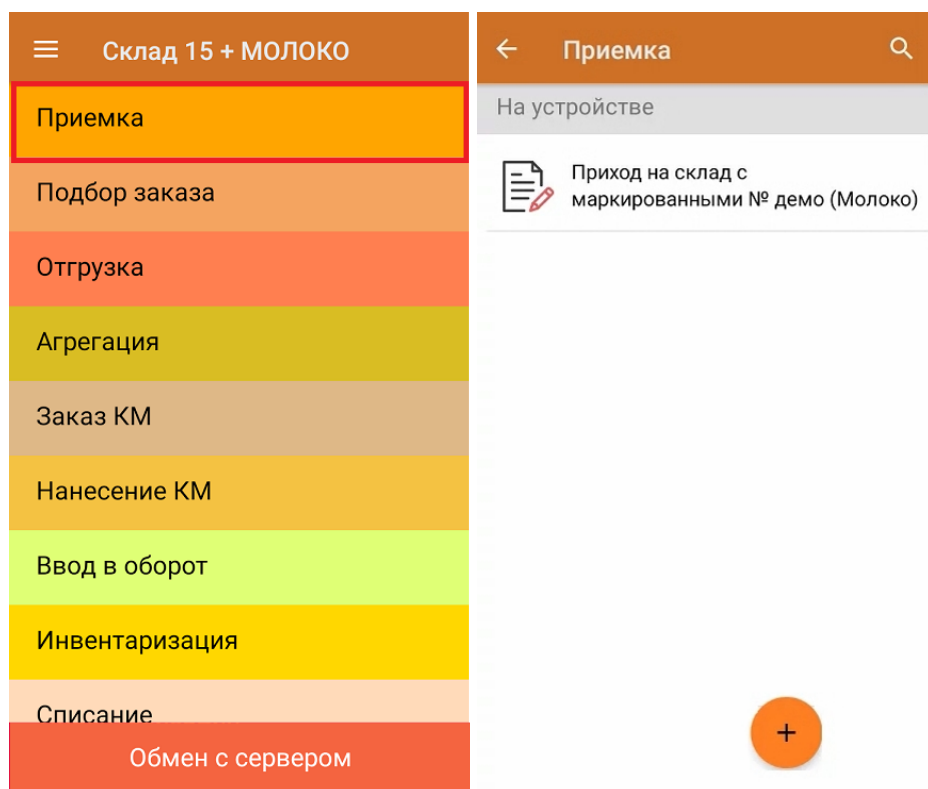 Склад 15 + МОЛОКО
Приемка
Подбор заказа
Отгрузка
Агрегация
Заказ КМ
Нанесение КМ
Ввод в оборот
Инвентаризация
Списание
Обмен с сервером
Приемка
На устройстве
Приход на склад с
маркированными № демо (Молоко)
+